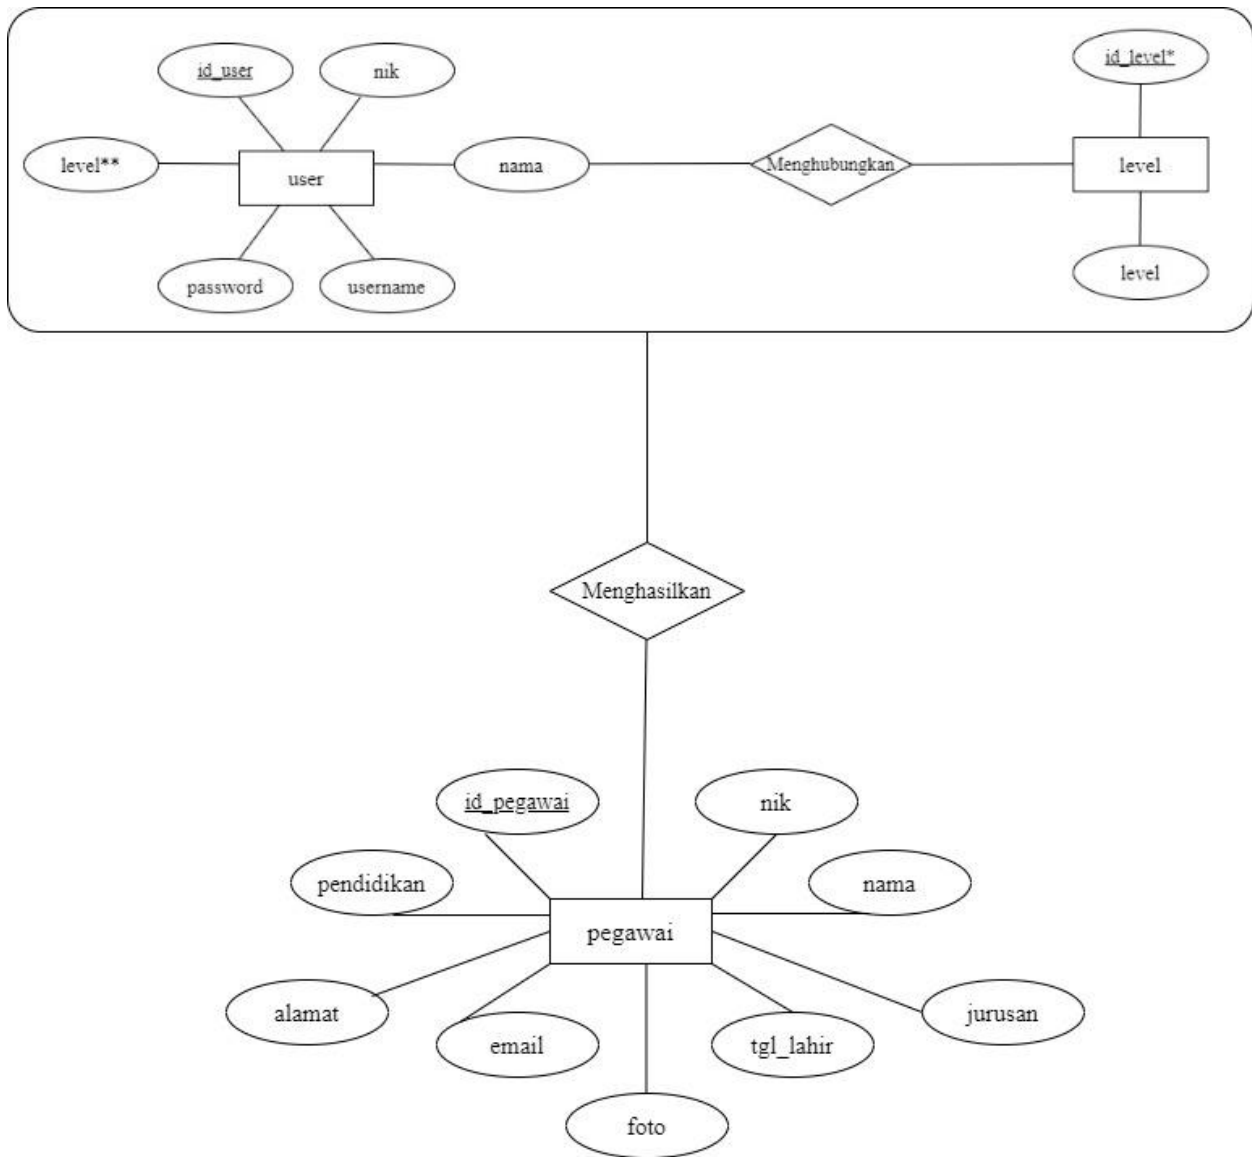 id_user
nik
id_level*
level**
user
nama
Menghubungkan
level
password
username
level
Menghasilkan
id_pegawai
nik
pendidikan
nama
pegawai
alamat
jurusan
email
tgl_lahir
foto